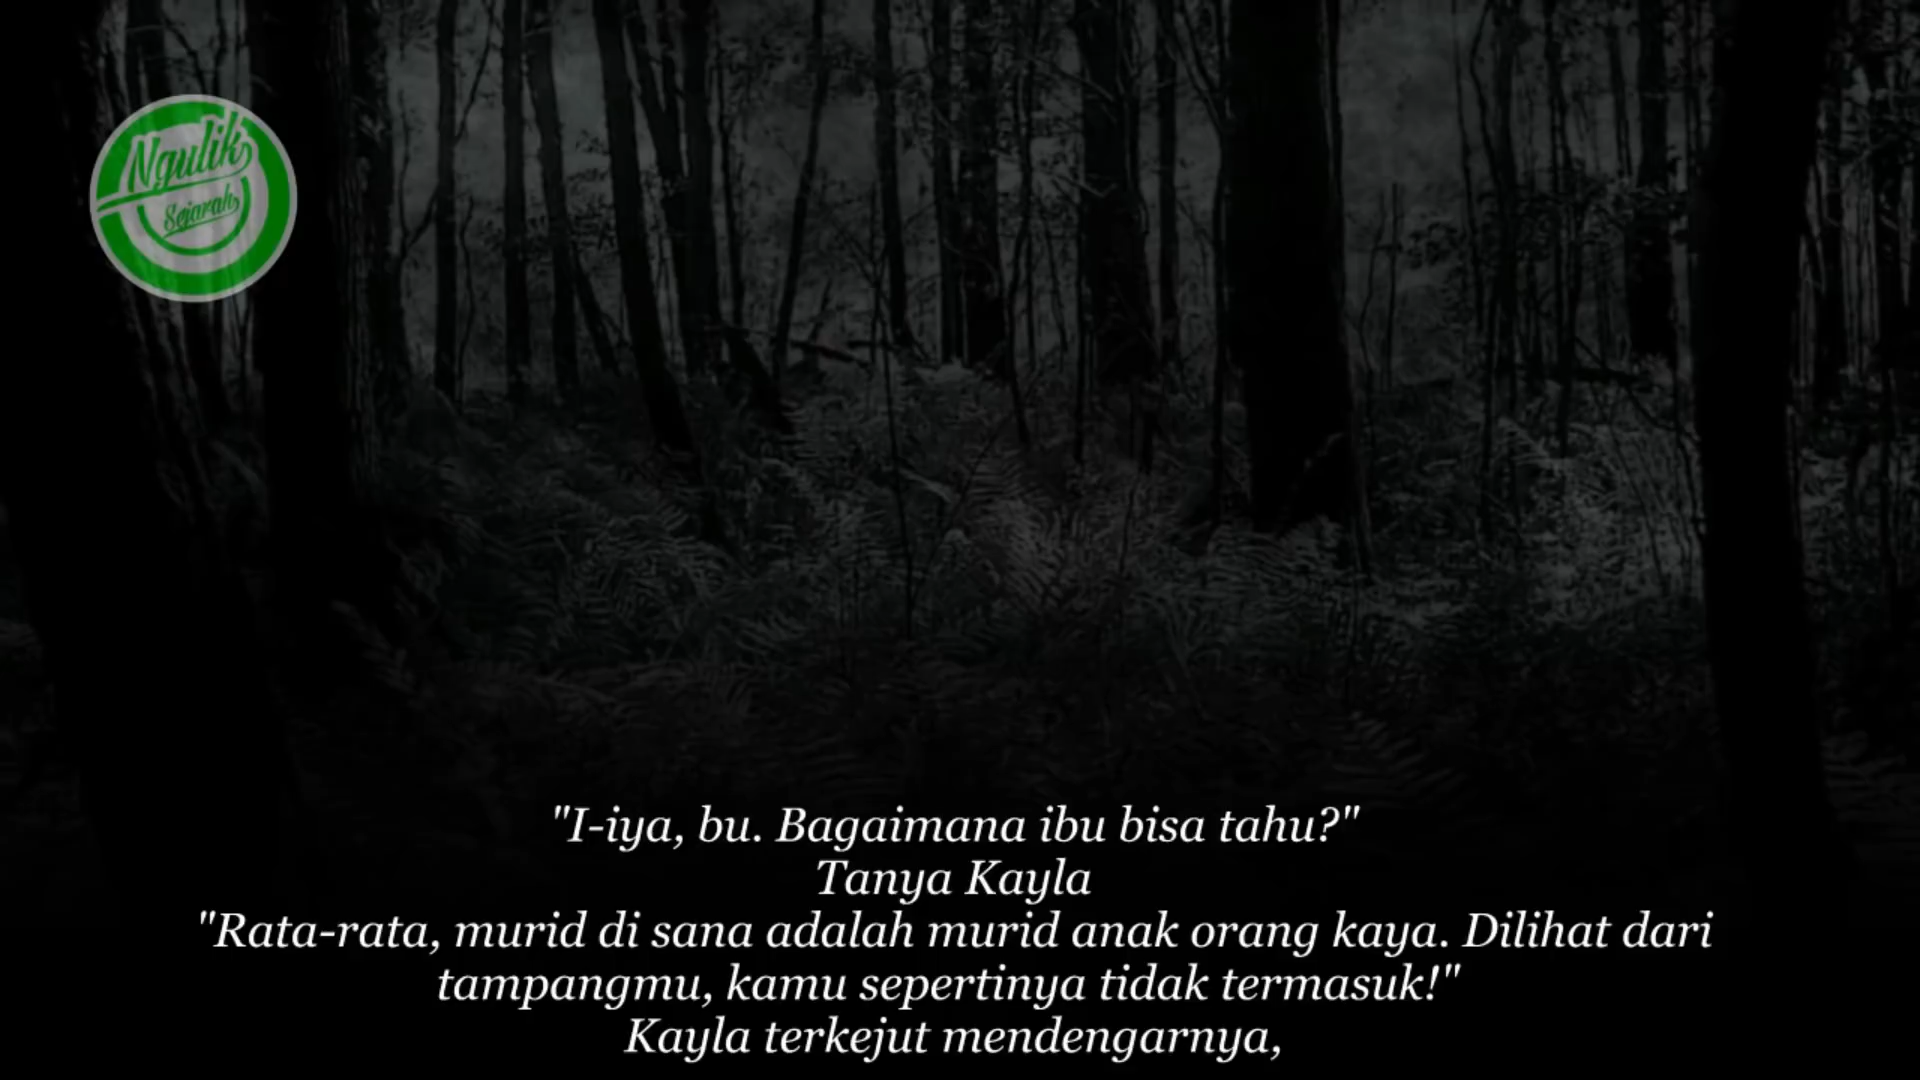 Ngulik
Sejarah
"I-iya, bu. Bagaimana ibu bisa tahu?"
Tanya Kayla
"Rata-rata, murid di sana adalah murid anak orang kaya. Dilihat dari
tampangmu, kamu sepertinya tidak termasuk!"
Kayla terkejut mendengarnya,